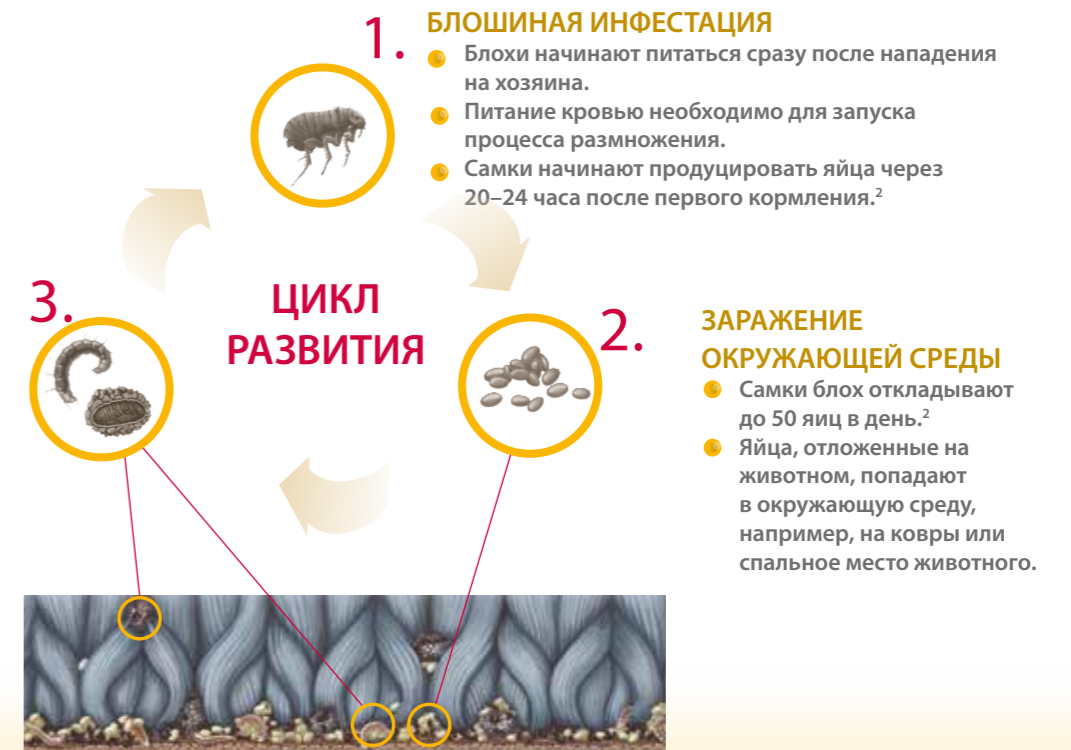 1.
БЛОШИНАЯ ИНФЕСТАЦИЯ
Блохи начинают питаться сразу после нападения
на хозяина.
Питание кровью необходимо для запуска
процесса размножения.
Самки начинают продуцировать яйца через
20–24 часа после первого кормления.²
ЦИКЛ
РАЗВИТИЯ
2.
ЗАРАЖЕНИЕ
ОКРУЖАЮЩЕЙ СРЕДЫ
Самки блох откладывают
до 50 яиц в день.²
Яйца, отложенные на
животном, попадают
в окружающую среду,
например, на ковры или
спальное место животного.
3.